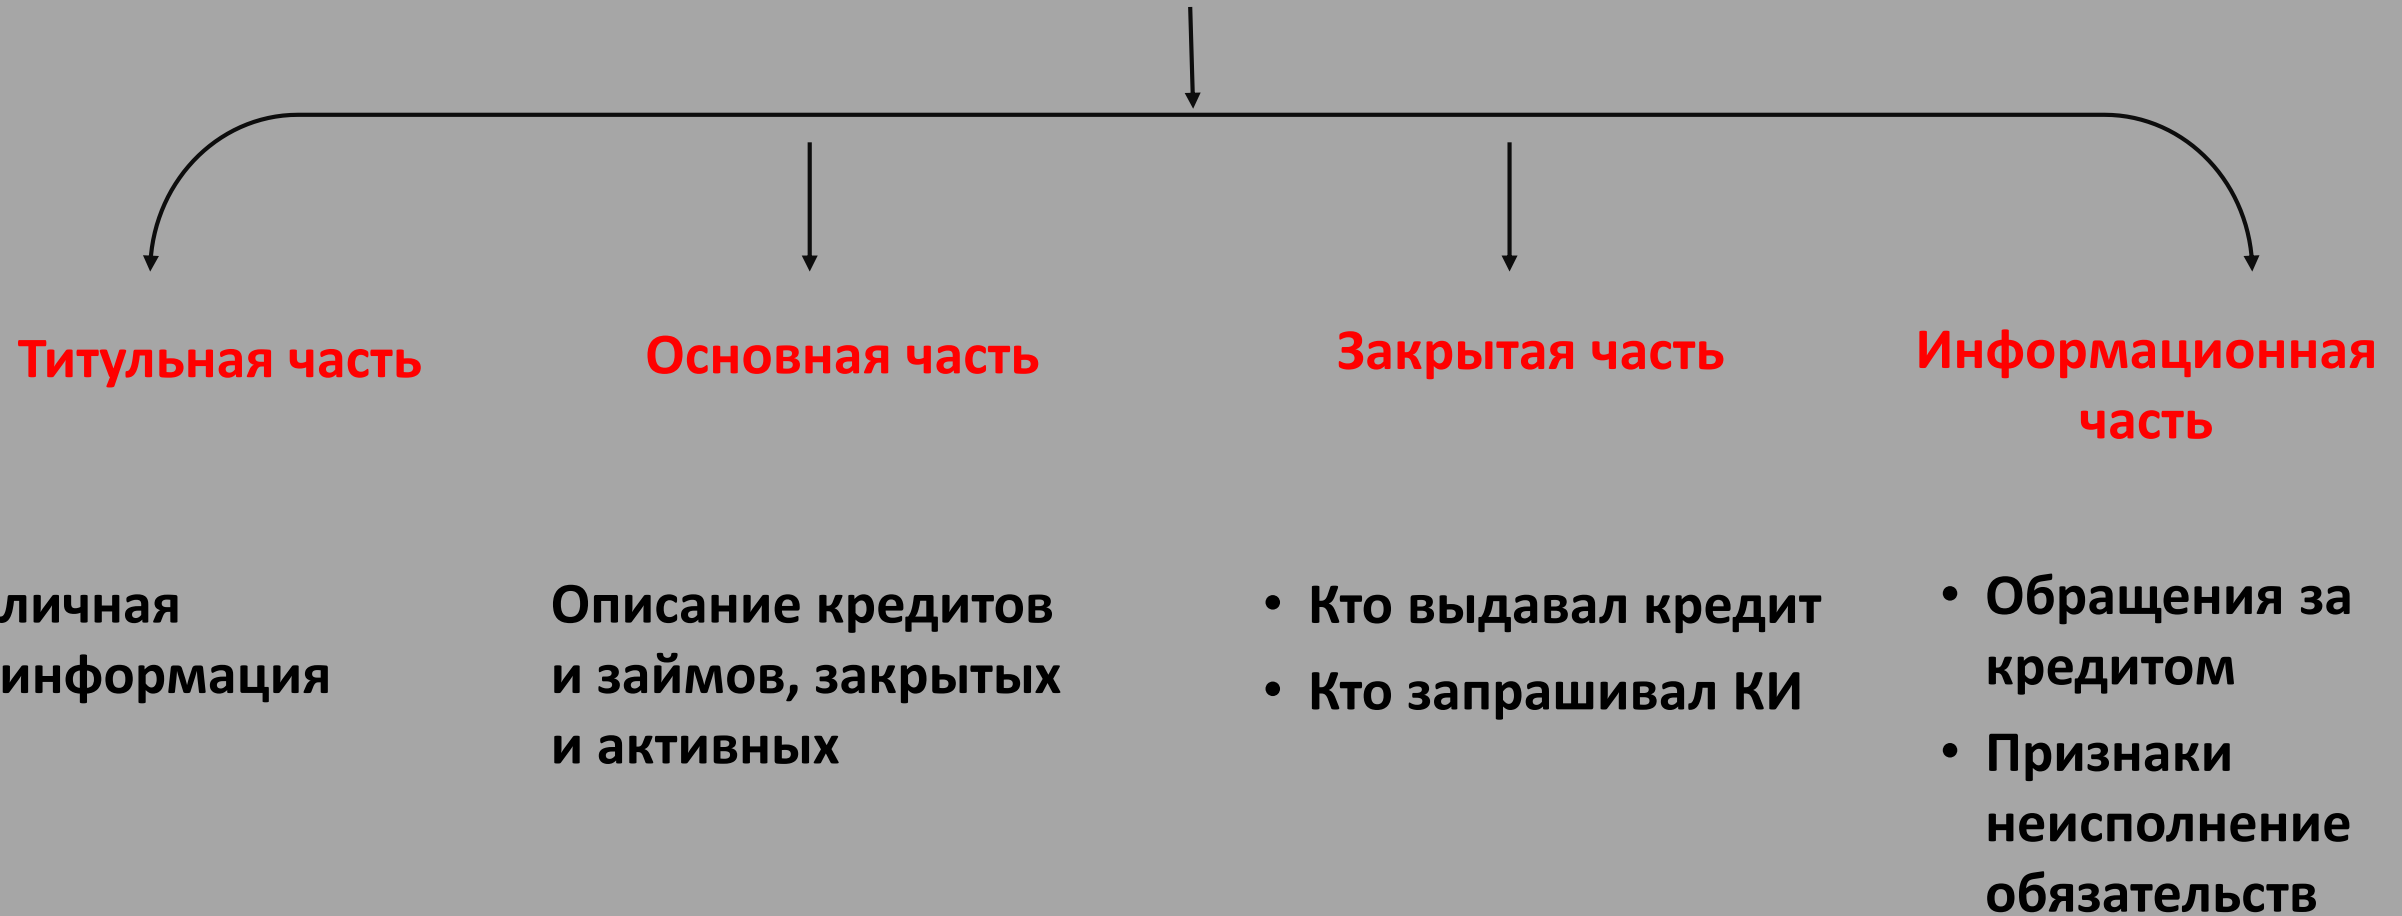 Титульная часть
личная
информация
Основная часть
Описание кредитов
и займов, закрытых
и активных
Закрытая часть
• Кто выдавал кредит
• Кто запрашивал КИ
Информационная
часть
• Обращения за
кредитом
• Признаки
неисполнение
обязательств